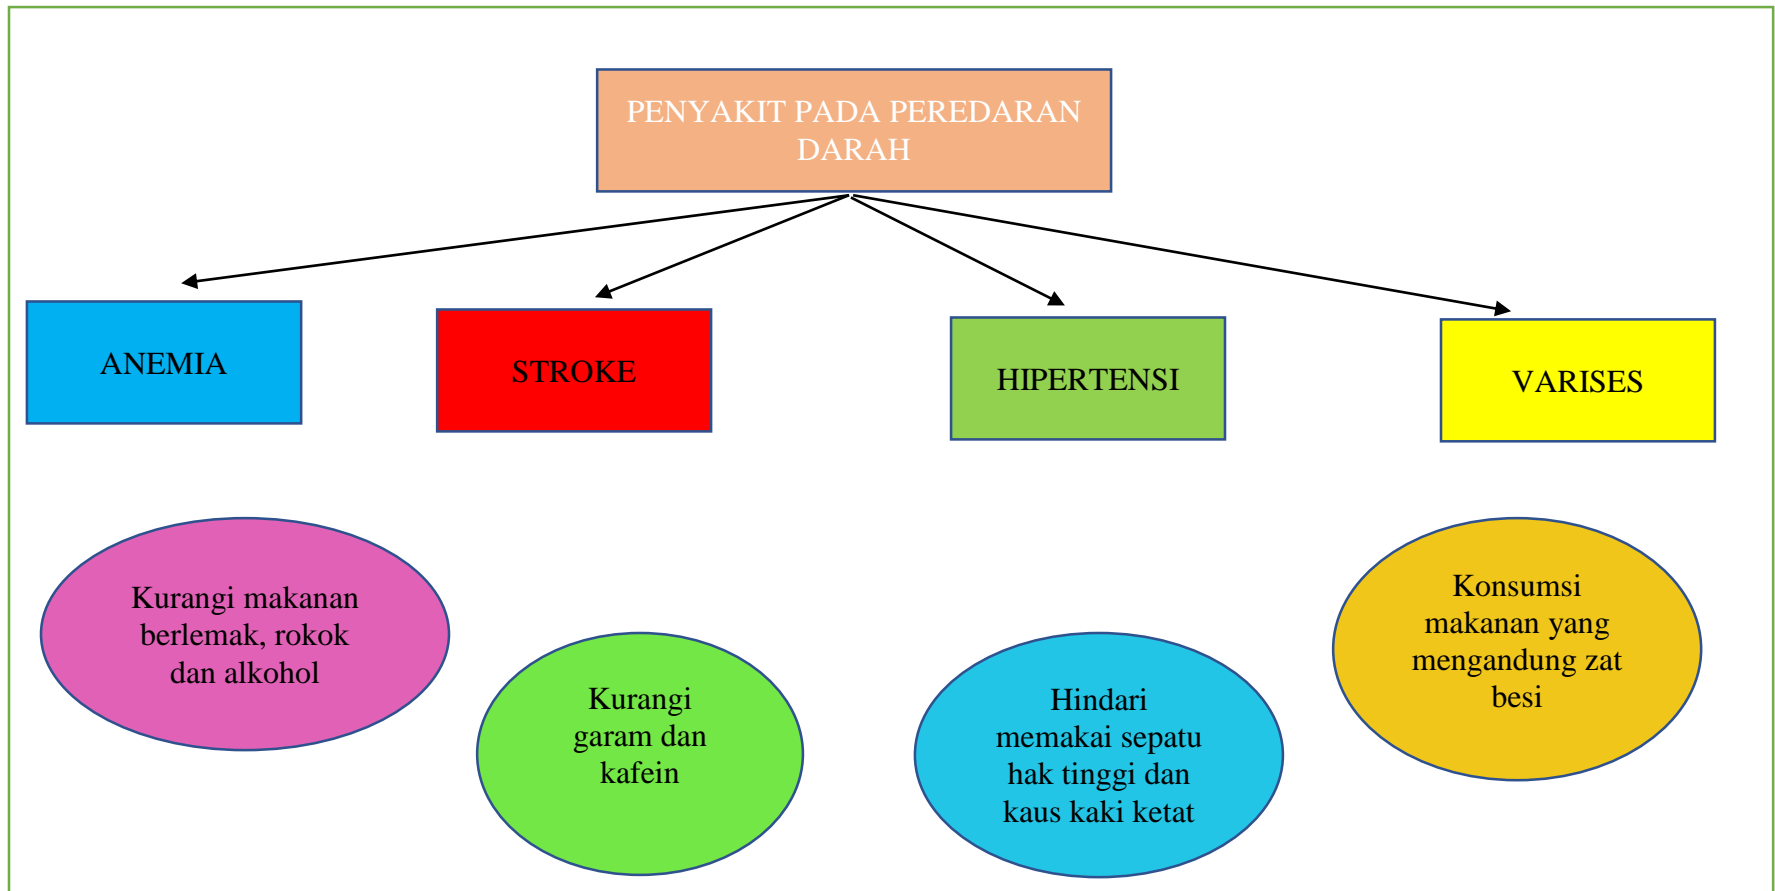 PENYAKIT PADA PEREDARAN
DARAH
ANEMIA
STROKE
HIPERTENSI
VARISES
Kurangi makanan
berlemak, rokok
dan alkohol
Kurangi
garam dan
kafein
Hindari
memakai sepatu
hak tinggi dan
kaus kaki ketat
Konsumsi
makanan yang
mengandung zat
besi